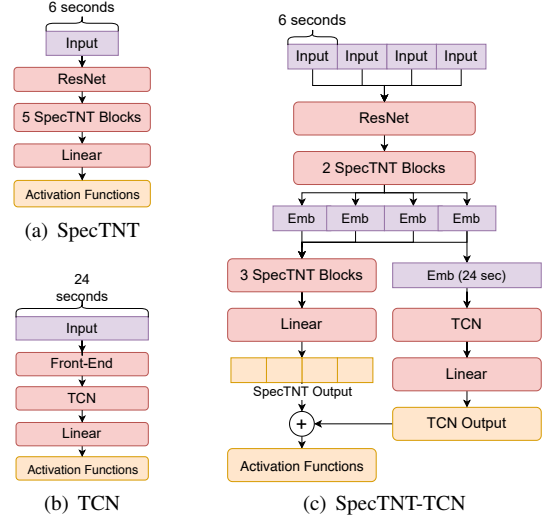 6 seconds
Input
ResNet
5 SpecTNT Blocks
Linear
Activation Functions
(a) SpecTNT
24
seconds
Input
Front-End
TCN
Linear
Activation Functions
(b) TCN
6 seconds
Input Input Input Input
ResNet
2 SpecTNT Blocks
Emb Emb Emb Emb
3 SpecTNT Blocks Emb (24 sec)
Linear TCN
Linear
SpecTNT Output
+ TCN Output
Activation Functions
(c) SpecTNT-TCN